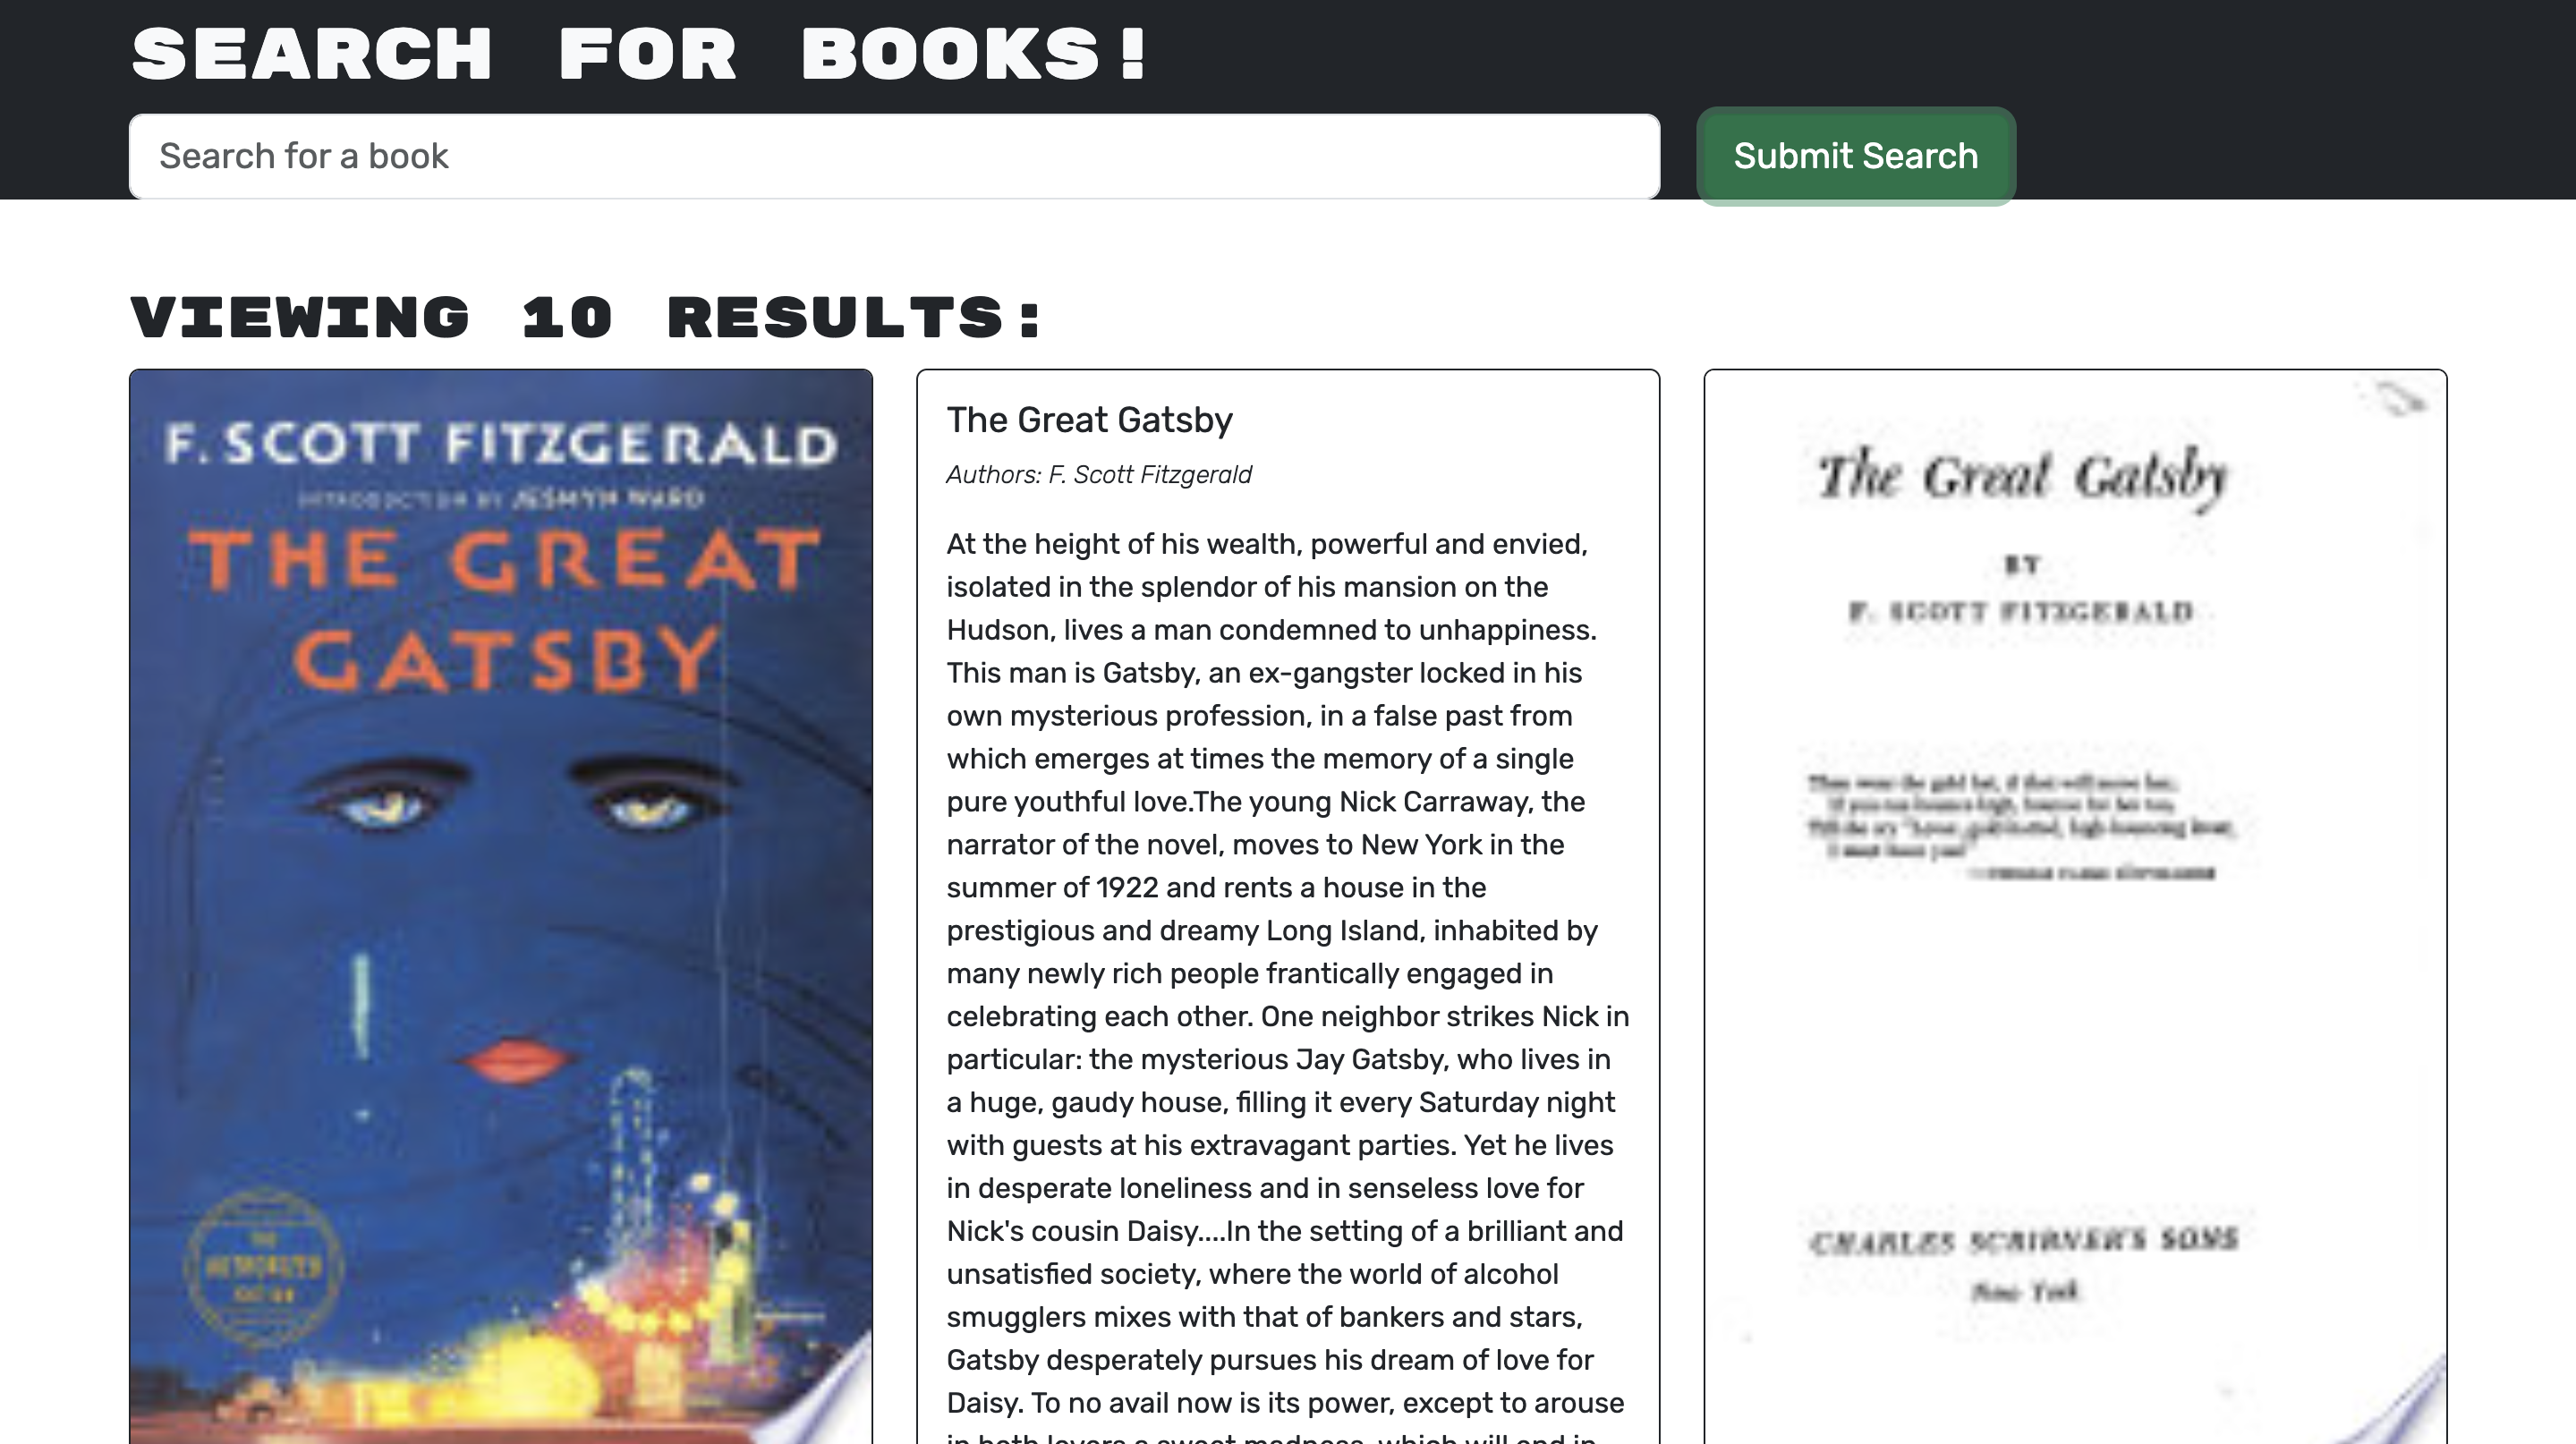 SEARCH FOR BOOKS!
Search for a book
Submit Search
VIEWING 10 RESULTS:
F. SCOTT FITZGERALD
INTRODUCTION BY JESMYN WARD
THE GREAT
GATSBY
The Great Gatsby
Authors: F. Scott Fitzgerald
At the height of his wealth, powerful and envied,
isolated in the splendor of his mansion on the
Hudson, lives a man condemned to unhappiness.
This man is Gatsby, an ex-gangster locked in his
own mysterious profession, in a false past from
which emerges at times the memory of a single
pure youthful love.The young Nick Carraway, the
narrator of the novel, moves to New York in the
summer of 1922 and rents a house in the
prestigious and dreamy Long Island, inhabited by
many newly rich people frantically engaged in
celebrating each other. One neighbor strikes Nick in
particular: the mysterious Jay Gatsby, who lives in
a huge, gaudy house, filling it every Saturday night
with guests at his extravagant parties. Yet he lives
in desperate loneliness and in senseless love for
Nick's cousin Daisy....In the setting of a brilliant and
unsatisfied society, where the world of alcohol
smugglers mixes with that of bankers and stars,
Gatsby desperately pursues his dream of love for
Daisy. To no avail now is its power, except to arouse
in both lovers a sweet madness, which will end in
The Great Gatsby
BY
F. SCOTT FITZGERALD
CHARLES SCRIBNER'S SONS
New York